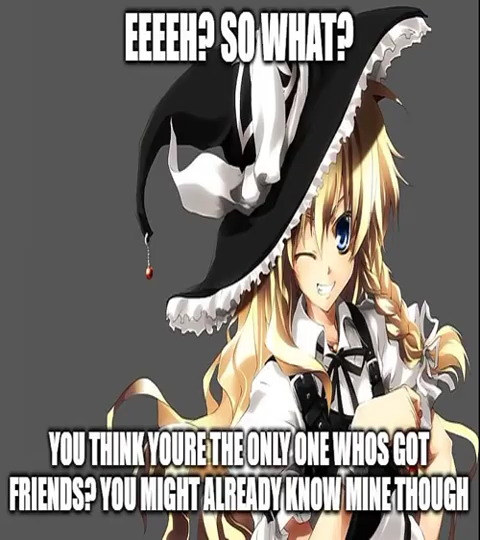 EEEEH? SO WHAT?
YOU THINK YOURE THE ONLY ONE WHOS GOT
FRIENDS? YOU MIGHT ALREADY KNOW MINE THOUGH